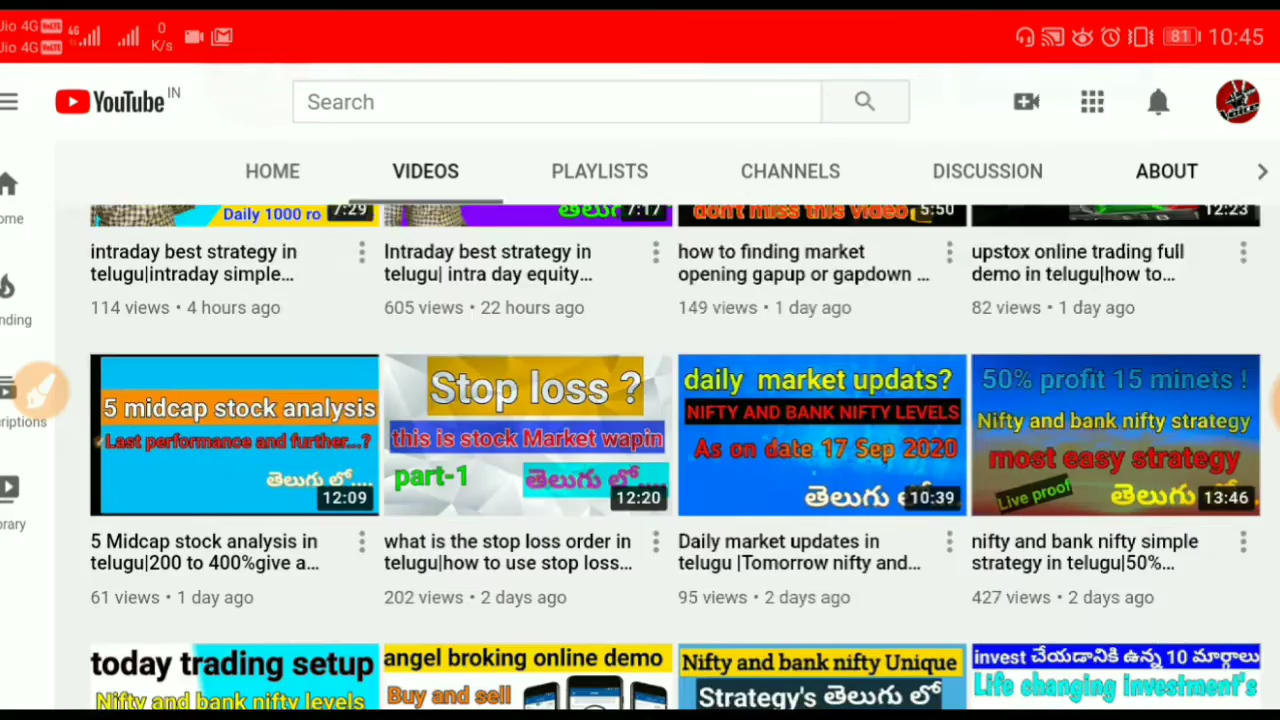 Jio 4G VoLTE 4G 0 81 10:45
Jio 4G VoLTE K/s
YouTube IN Search
HOME VIDEOS PLAYLISTS CHANNELS DISCUSSION ABOUT
ome
nding
riptions
rary
Daily 1000 ro 7:29
7:17
don't miss this video 5:50
12:23
intraday best strategy in
telugu|intraday simple...
114 views • 4 hours ago
Intraday best strategy in
telugu| intra day equity...
605 views • 22 hours ago
how to finding market
opening gapup or gapdown ...
149 views • 1 day ago
upstox online trading full
demo in telugu|how to...
82 views • 1 day ago
5 midcap stock analysis
Last performance and further...?
తెలుగు లో....
12:09
Stop loss ?
this is stock Market wapin
part-1 తెలుగు లో....
12:20
daily market updats?
NIFTY AND BANK NIFTY LEVELS
As on date 17 Sep 2020
తెలుగు
10:39
50% profit 15 minets !
Nifty and bank nifty strategy
most easy strategy
Live proof తెలుగు
13:46
5 Midcap stock analysis in
telugu|200 to 400%give a...
61 views • 1 day ago
what is the stop loss order in
telugu|how to use stop loss...
202 views • 2 days ago
Daily market updates in
telugu |Tomorrow nifty and...
95 views • 2 days ago
nifty and bank nifty simple
strategy in telugu|50%...
427 views • 2 days ago
today trading setup
Nifty and bank nifty levels
angel broking online demo
Buy and sell
Nifty and bank nifty Unique
Strategy's తెలుగు లో
invest చేయడానికి ఉన్న 10 మార్గాలు
Life changing investment's